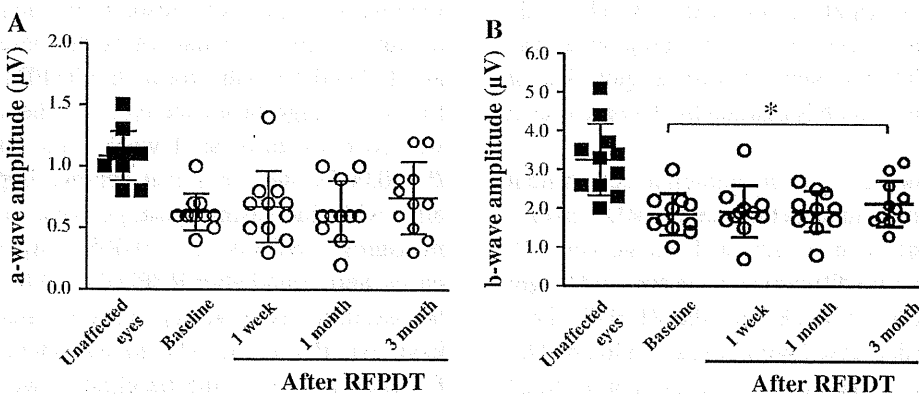 A
a-wave amplitude (μV)
2.0
1.5
1.0
0.5
0.0
Unaffected
eyes
Baseline
1 week
1 month
3 month
After RFPDT
B
b-wave amplitude (μV)
6.0
5.0
4.0
3.0
2.0
1.0
0
*
Unaffected
eyes
Baseline
1 week
1 month
3 month
After RFPDT